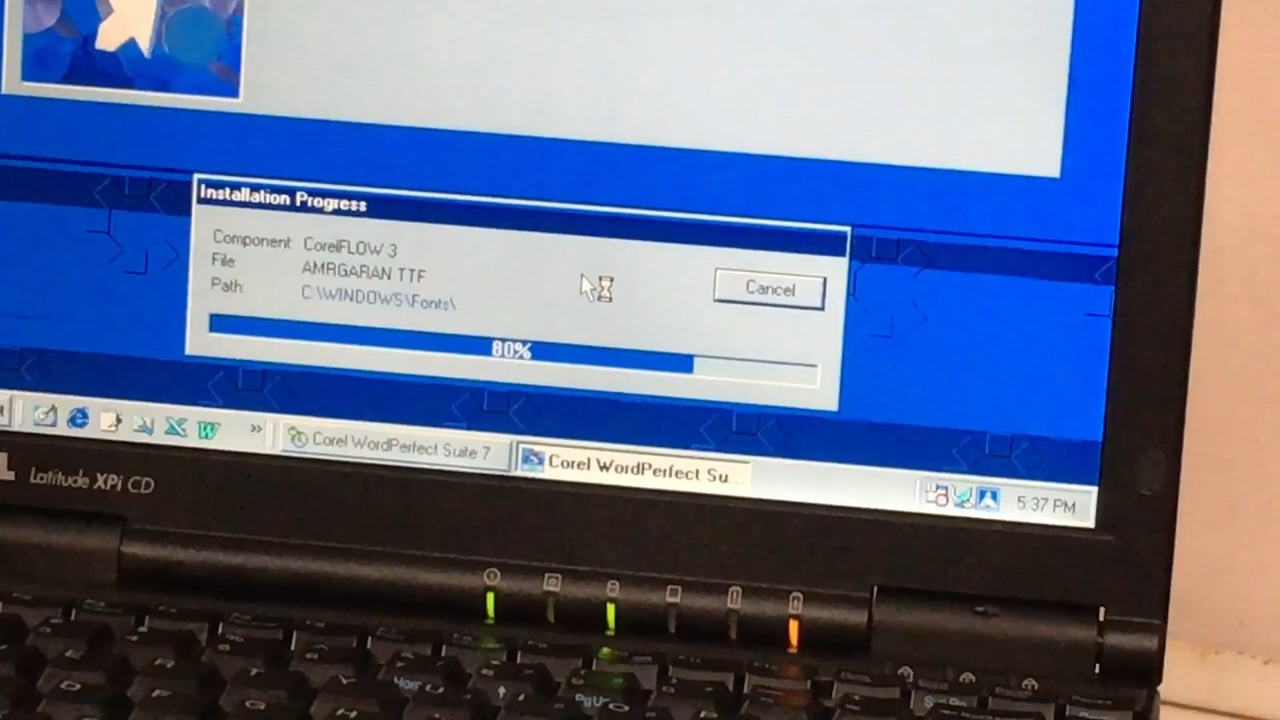 Installation Progress
Component: CorelFLOW 3
File: AMRGARAN.TTF
Path: C:\WINDOWS\Fonts\
Cancel
80%
Corel WordPerfect Suite 7
Corel WordPerfect Su...
5:37 PM
Latitude XPi CD